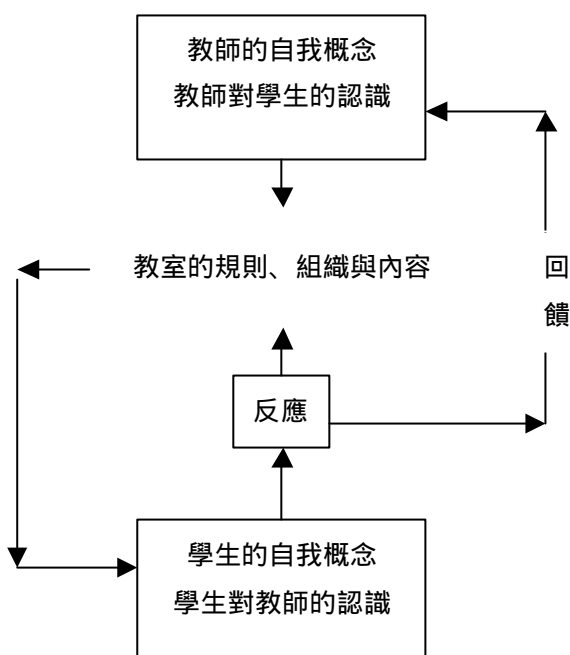 教師的自我概念
教師對學生的認識
教室的規則、組織與內容
回
饋
反應
學生的自我概念
學生對教師的認識